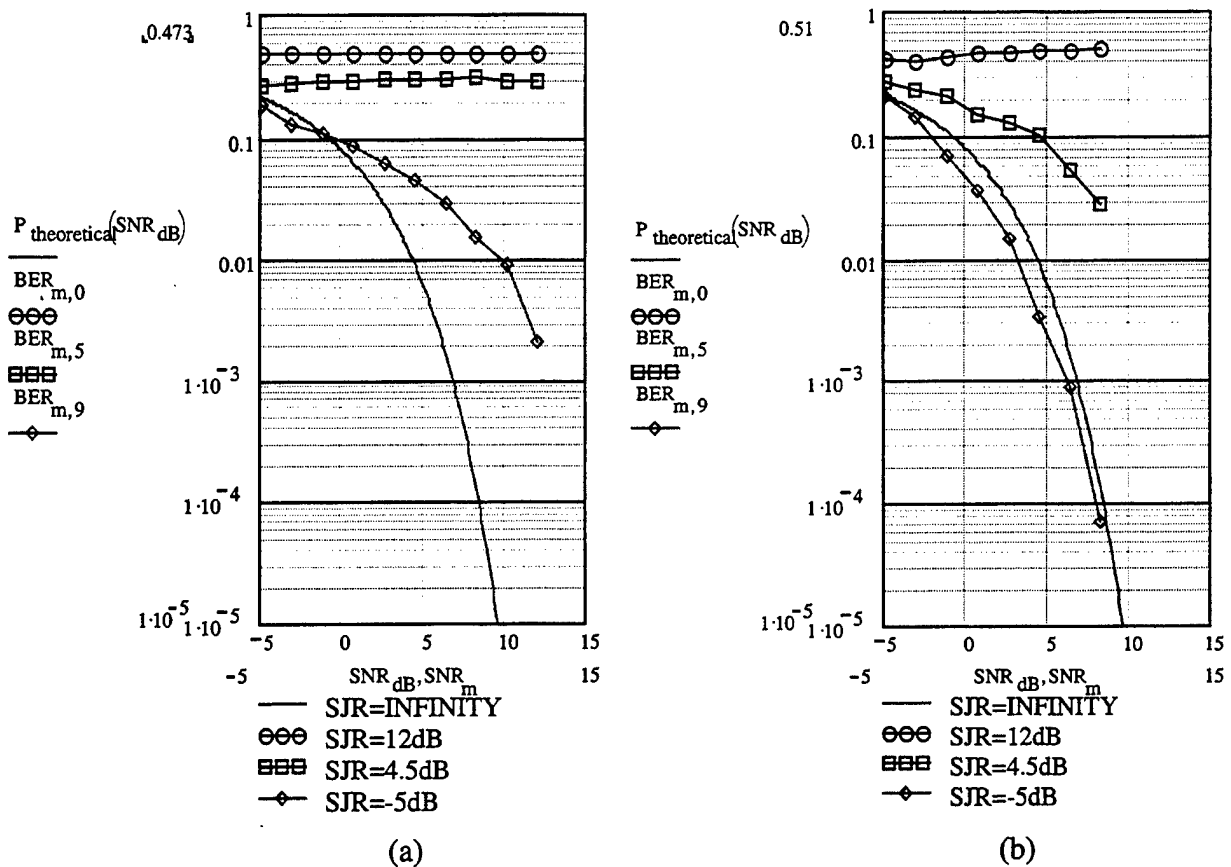 0.473
1
0.1
0.01
1·10⁻³
1·10⁻⁴
1·10⁻⁵ 1·10⁻⁵
P theoretical(SNR dB)
BER m,0
BER m,5
BER m,9
-5 0 5 10 15
-5 SNR dB, SNR m 15
SJR=INFINITY
SJR=12dB
SJR=4.5dB
SJR=-5dB
(a)
0.51
1
0.1
0.01
1·10⁻³
1·10⁻⁴
1·10⁻⁵ 1·10⁻⁵
P theoretical(SNR dB)
BER m,0
BER m,5
BER m,9
-5 0 5 10 15
-5 SNR dB, SNR m 15
SJR=INFINITY
SJR=12dB
SJR=4.5dB
SJR=-5dB
(b)